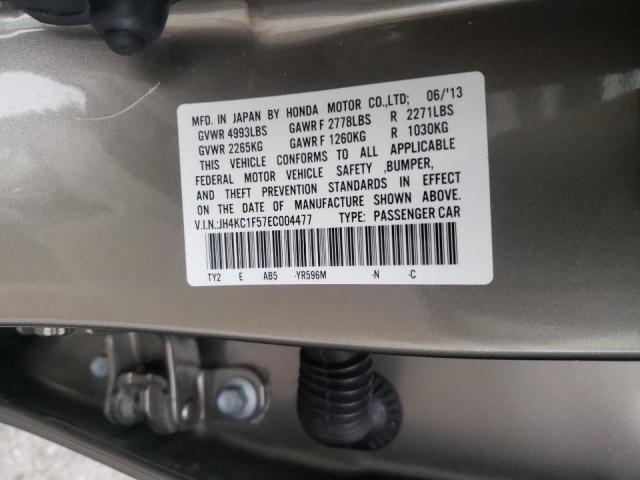 MFD. IN JAPAN BY HONDA MOTOR CO.,LTD; 06/'13
GVWR 4993LBS GAWR F 2778LBS R 2271LBS
GVWR 2265KG GAWR F 1260KG R 1030KG
THIS VEHICLE CONFORMS TO ALL APPLICABLE
FEDERAL MOTOR VEHICLE SAFETY ,BUMPER,
AND THEFT PREVENTION STANDARDS IN EFFECT
ON THE DATE OF MANUFACTURE SHOWN ABOVE.
V.I.N.:JH4KC1F57EC004477 TYPE: PASSENGER CAR
TY2 E AB5 -YR596M -N -C